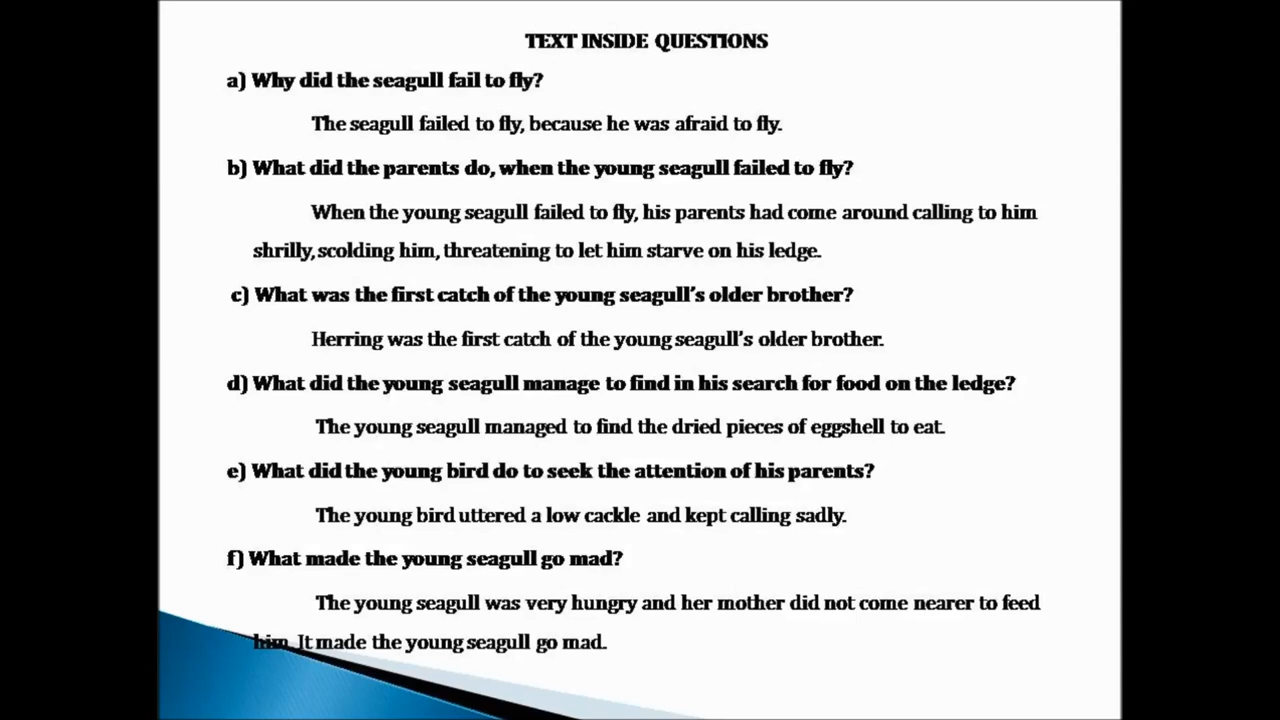 TEXT INSIDE QUESTIONS
a) Why did the seagull fail to fly?
The seagull failed to fly, because he was afraid to fly.
b) What did the parents do, when the young seagull failed to fly?
When the young seagull failed to fly, his parents had come around calling to him
shrilly, scolding him, threatening to let him starve on his ledge.
c) What was the first catch of the young seagull's older brother?
Herring was the first catch of the young seagull's older brother.
d) What did the young seagull manage to find in his search for food on the ledge?
The young seagull managed to find the dried pieces of eggshell to eat.
e) What did the young bird do to seek the attention of his parents?
The young bird uttered a low cackle and kept calling sadly.
f) What made the young seagull go mad?
The young seagull was very hungry and her mother did not come nearer to feed
him. It made the young seagull go mad.